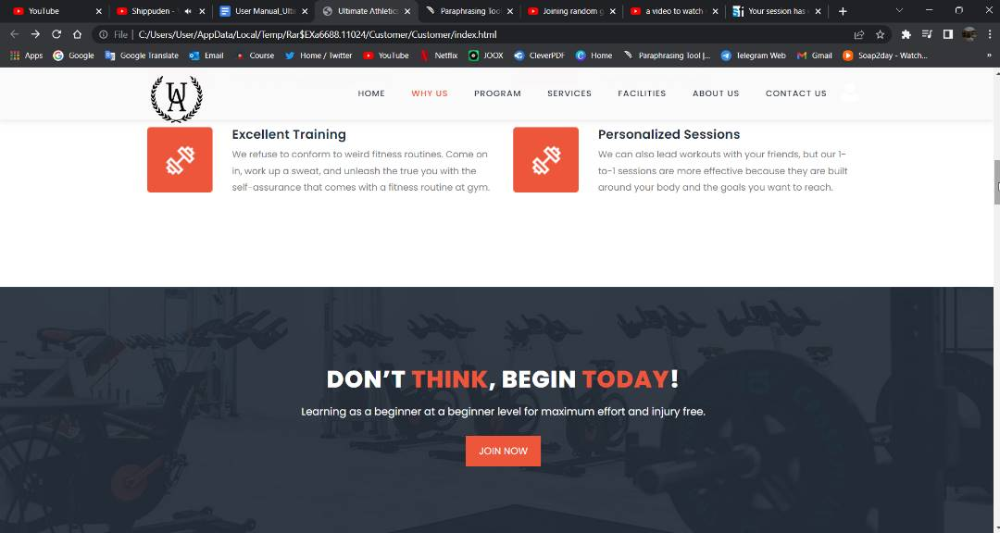 YouTube
Shippuden -
User Manual_Ulti
Ultimate Athletic
Paraphrasing Tool
Joining random g
a video to watch
Your session has
File | C:/Users/User/AppData/Local/Temp/Rar$EXa6688.11024/Customer/Customer/index.html
Apps
Google
Google Translate
Email
Course
Home / Twitter
YouTube
Netflix
JOOX
CleverPDF
Home
Paraphrasing Tool |...
Telegram Web
Gmail
Soap2day - Watch...
»
UA
HOME
WHY US
PROGRAM
SERVICES
FACILITIES
ABOUT US
CONTACT US
Excellent Training
We refuse to conform to weird fitness routines. Come on
in, work up a sweat, and unleash the true you with the
self-assurance that comes with a fitness routine at gym.
Personalized Sessions
We can also lead workouts with your friends, but our 1-
to-1 sessions are more effective because they are built
around your body and the goals you want to reach.
DON’T THINK, BEGIN TODAY!
Learning as a beginner at a beginner level for maximum effort and injury free.
JOIN NOW